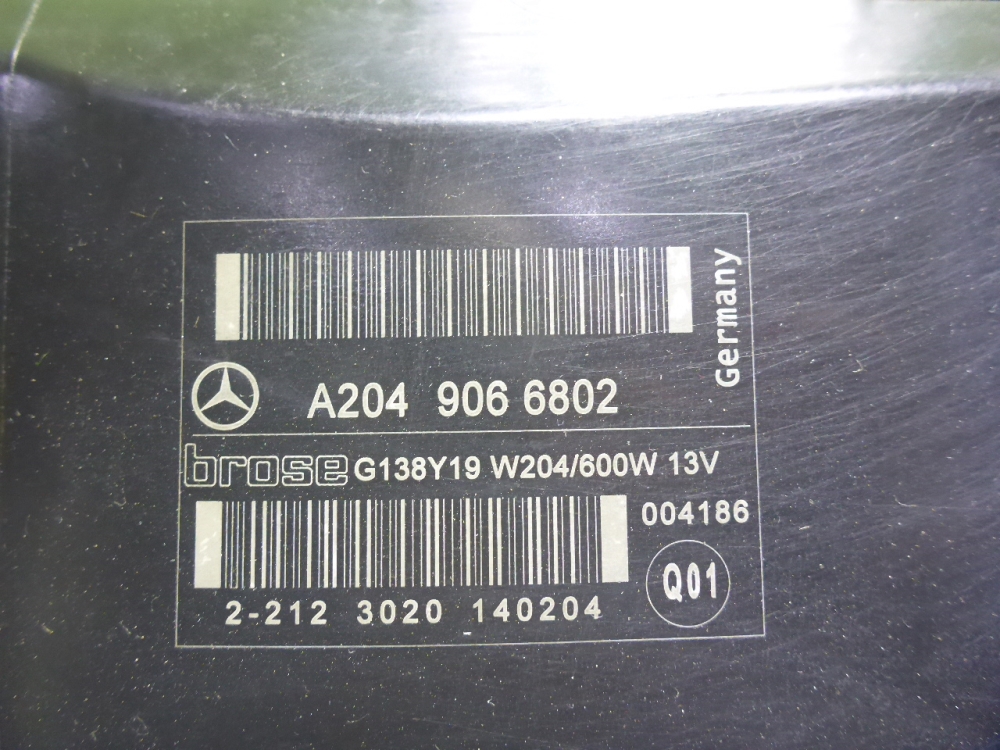 Germany
A204 906 6802
brose G138Y19 W204/600W 13V
004186
Q01
2-212 3020 140204